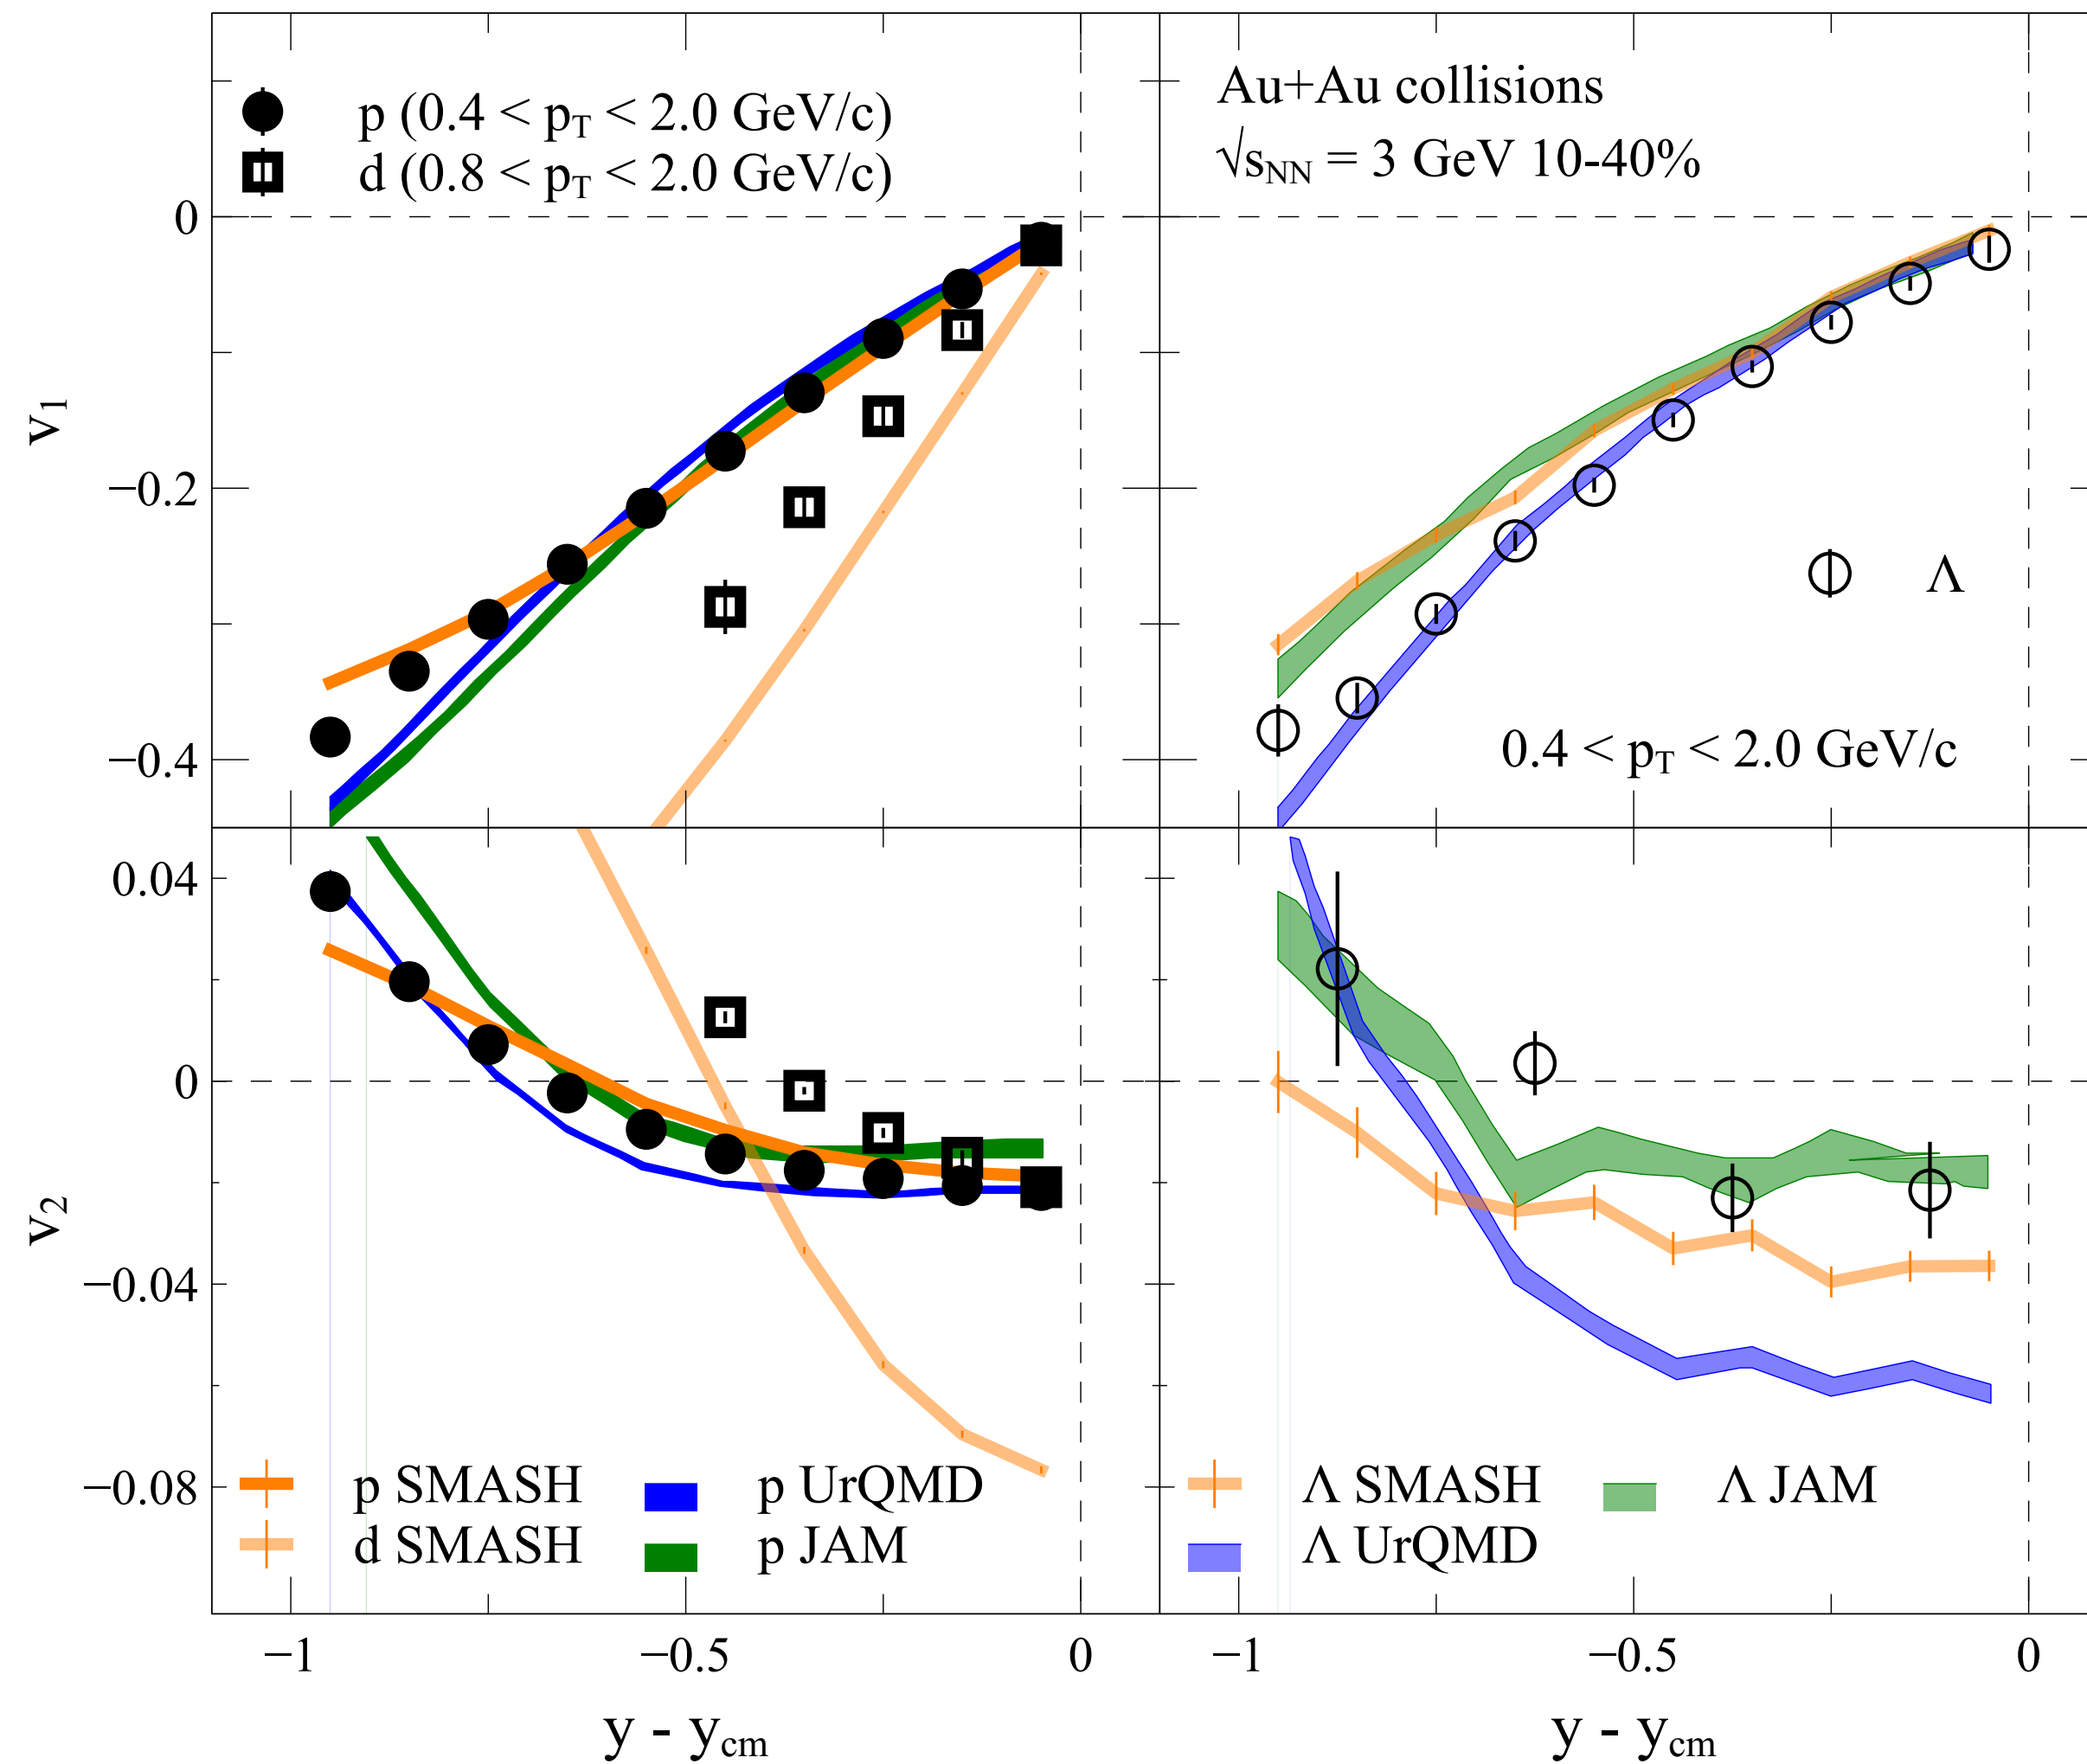 p (0.4 < pT < 2.0 GeV/c)
d (0.8 < pT < 2.0 GeV/c)
Au+Au collisions
√sNN = 3 GeV 10-40%
0
−0.2
−0.4
v1
Λ
0.4 < pT < 2.0 GeV/c
0.04
0
−0.04
−0.08
v2
p SMASH
d SMASH
p UrQMD
p JAM
Λ SMASH
Λ UrQMD
Λ JAM
−1 −0.5 0 −1 −0.5 0
y - ycm y - ycm